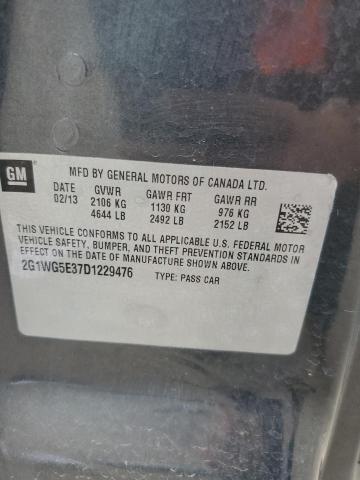 GM
MFD BY GENERAL MOTORS OF CANADA LTD.
DATE GVWR GAWR FRT GAWR RR
02/13 2106 KG 1130 KG 976 KG
4644 LB 2492 LB 2152 LB
THIS VEHICLE CONFORMS TO ALL APPLICABLE U.S. FEDERAL MOTOR
VEHICLE SAFETY, BUMPER, AND THEFT PREVENTION STANDARDS
IN EFFECT ON THE DATE OF MANUFACTURE SHOWN ABOVE.
2G1WG5E37D1229476 TYPE: PASS CAR